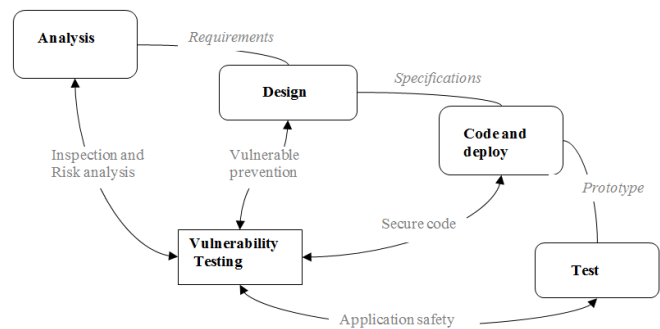 Analysis
Requirements
Design
Specifications
Code and
deploy
Inspection and
Risk analysis
Vulnerable
prevention
Prototype
Secure code
Vulnerability
Testing
Test
Application safety